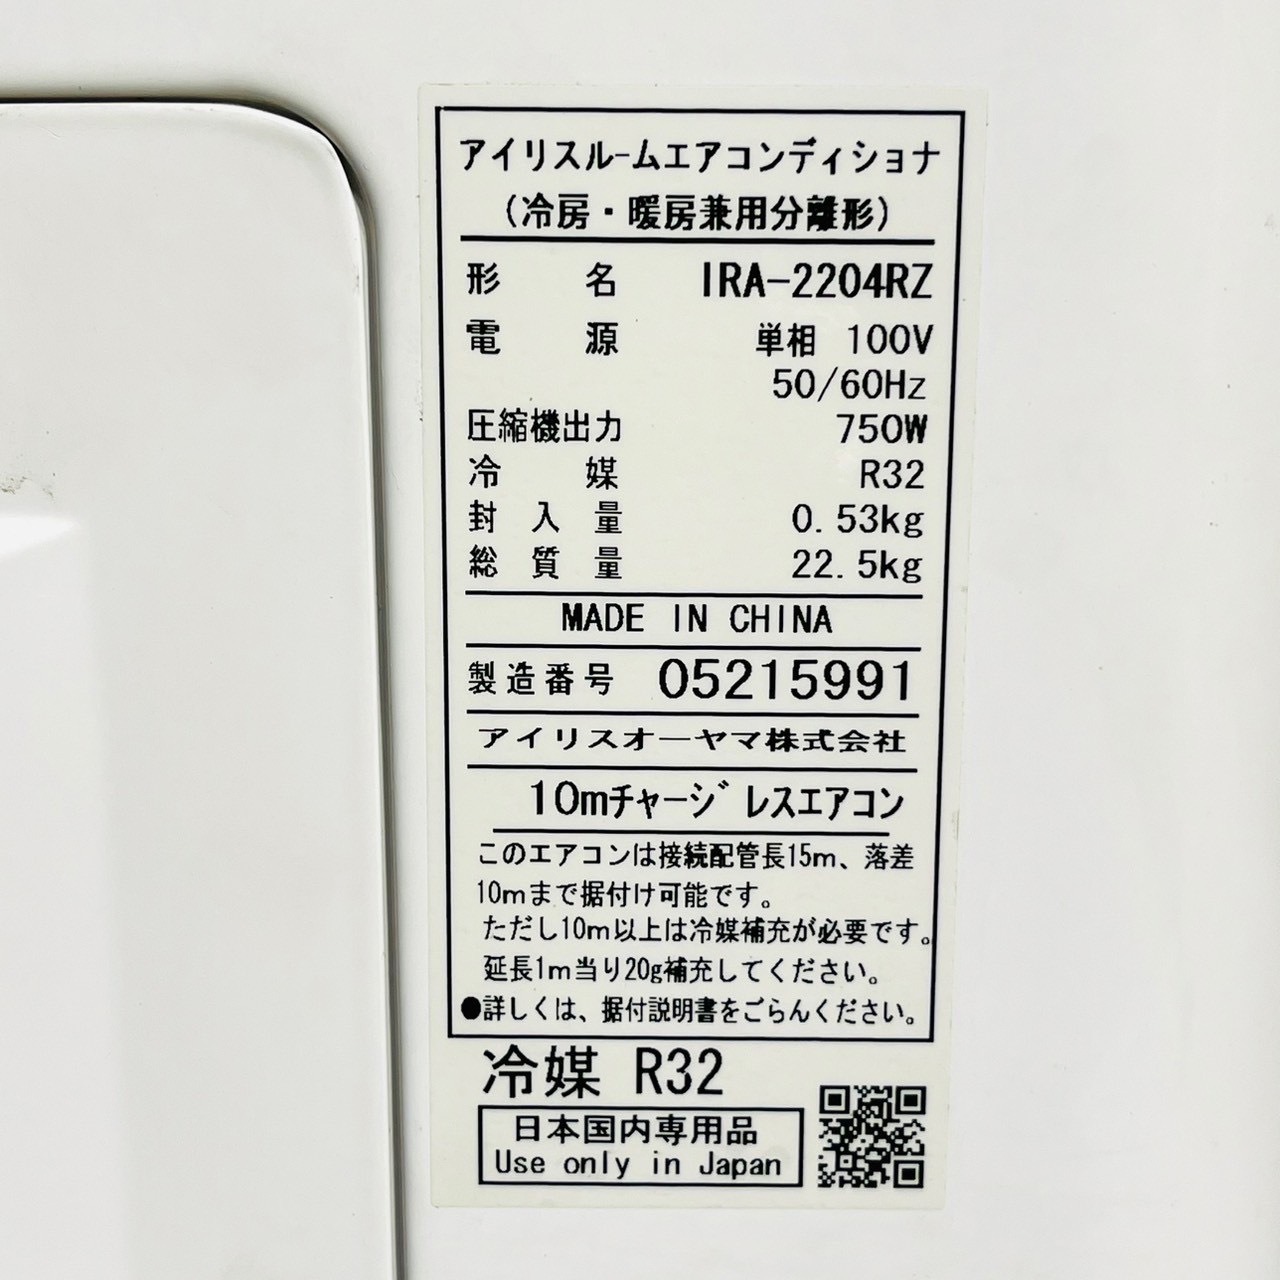 アイリスルームエアコンディショナ
(冷房・暖房兼用分離形)
形名 IRA-2204RZ
電源 単相 100V
50/60Hz
圧縮機出力 750W
冷媒 R32
封入量 0.53kg
総質量 22.5kg
MADE IN CHINA
製造番号 05215991
アイリスオーヤマ株式会社
10mチャージレスエアコン
このエアコンは接続配管長15m、落差
10mまで据付け可能です。
ただし10m以上は冷媒補充が必要です。
延長1m当り20g補充してください。
●詳しくは、据付説明書をごらんください。
冷媒 R32
日本国内専用品
Use only in Japan